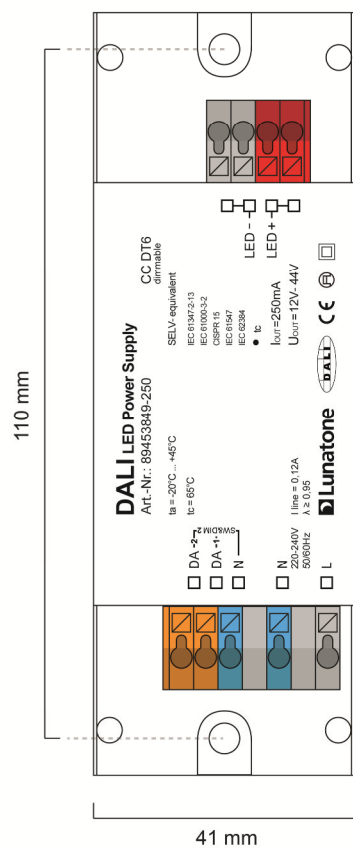 110 mm
41 mm
DALI LED Power Supply
Art.-Nr.: 89453849-250
CC DT6
dimmable
ta = -20°C ... +45°C
tc = 65°C
SELV- equivalent
IEC 61347-2-13
IEC 61000-3-2
CISPR 15
IEC 61547
IEC 62384
● tc
LED -
LED +
IOUT=250mA
UOUT=12V- 44V
DA -2-
DA -1-
SW&DIM 2
N
N
L
220-240V
50/60Hz
I line = 0,12A
λ ≥ 0,95
Lunatone
DALI
CE